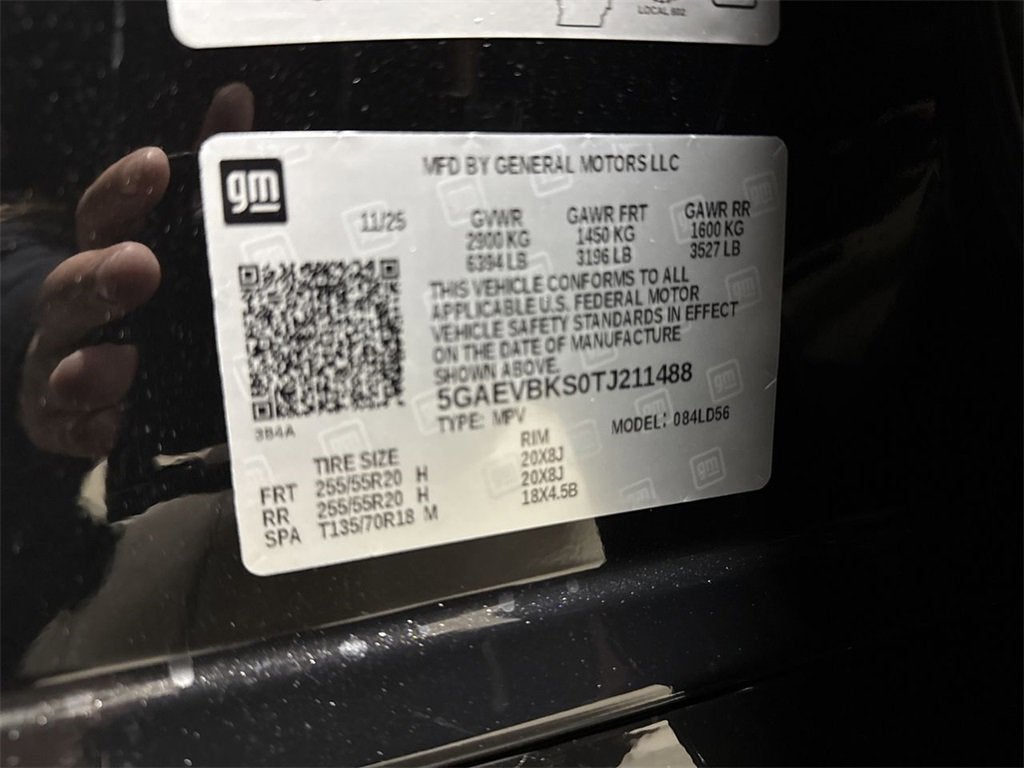 LOCAL 602
gm
MFD BY GENERAL MOTORS LLC
11/25
GVWR GAWR FRT GAWR RR
2900 KG 1450 KG 1600 KG
6394 LB 3196 LB 3527 LB
THIS VEHICLE CONFORMS TO ALL
APPLICABLE U.S. FEDERAL MOTOR
VEHICLE SAFETY STANDARDS IN EFFECT
ON THE DATE OF MANUFACTURE
SHOWN ABOVE.
5GAEVBKS0TJ211488
TYPE: MPV MODEL: 084LD56
3B4A
TIRE SIZE RIM
FRT 255/55R20 H 20X8J
RR 255/55R20 H 20X8J
SPA T135/70R18 M 18X4.5B